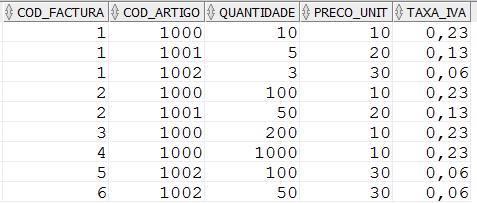 COD_FACTURA COD_ARTIGO QUANTIDADE PRECO_UNIT TAXA_IVA
1 1000 10 10 0,23
1 1001 5 20 0,13
1 1002 3 30 0,06
2 1000 100 10 0,23
2 1001 50 20 0,13
3 1000 200 10 0,23
4 1000 1000 10 0,23
5 1002 100 30 0,06
6 1002 50 30 0,06